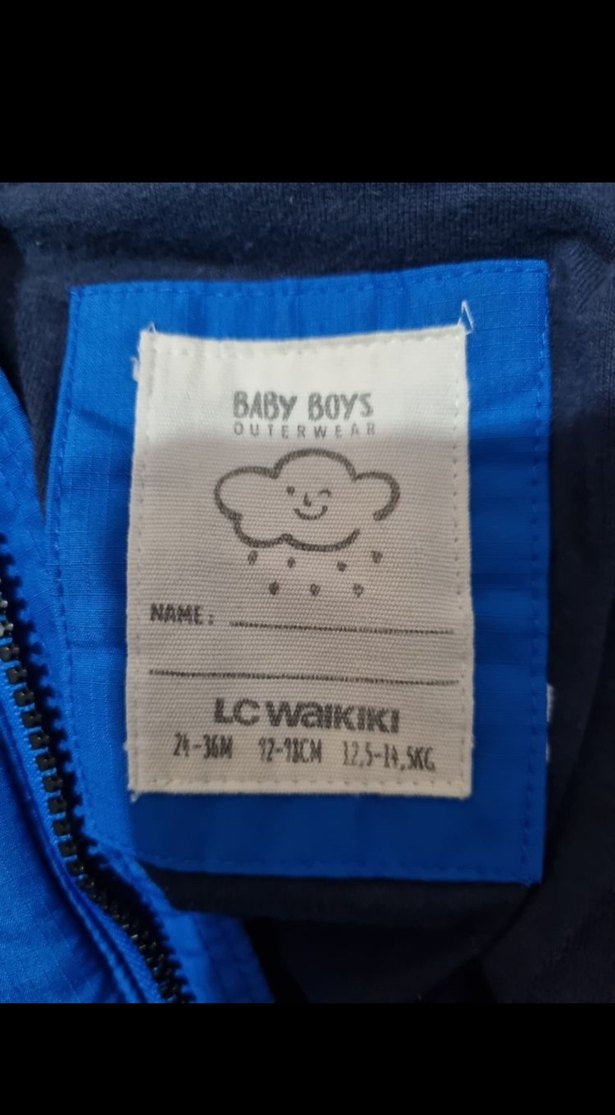 BABY BOYS
OUTERWEAR
NAME:
LC WAIKIKI
24-36M 92-98CM 12,5-14,5KG